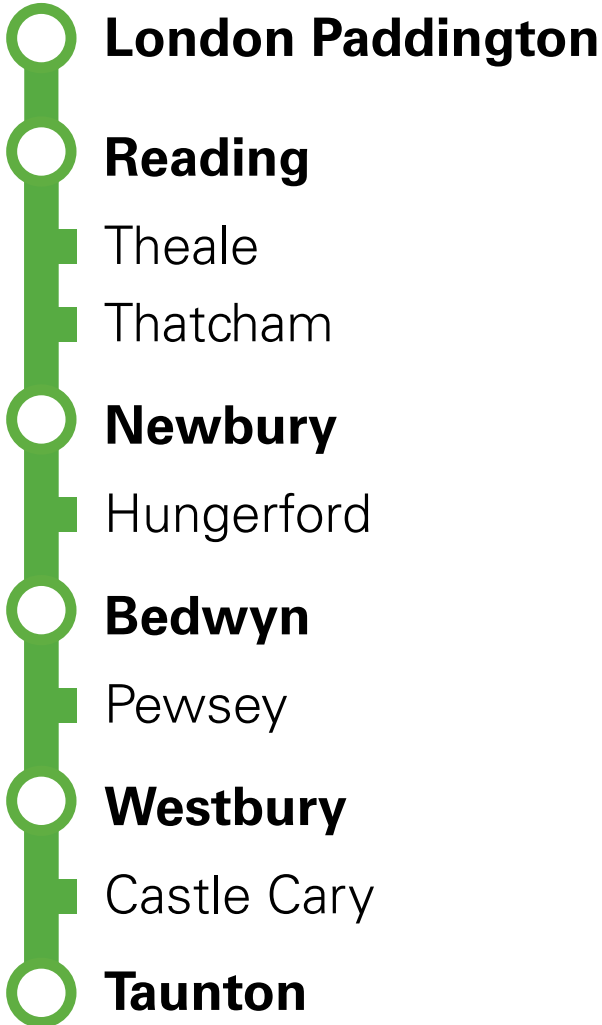 London Paddington
Reading
Theale
Thatcham
Newbury
Hungerford
Bedwyn
Pewsey
Westbury
Castle Cary
Taunton